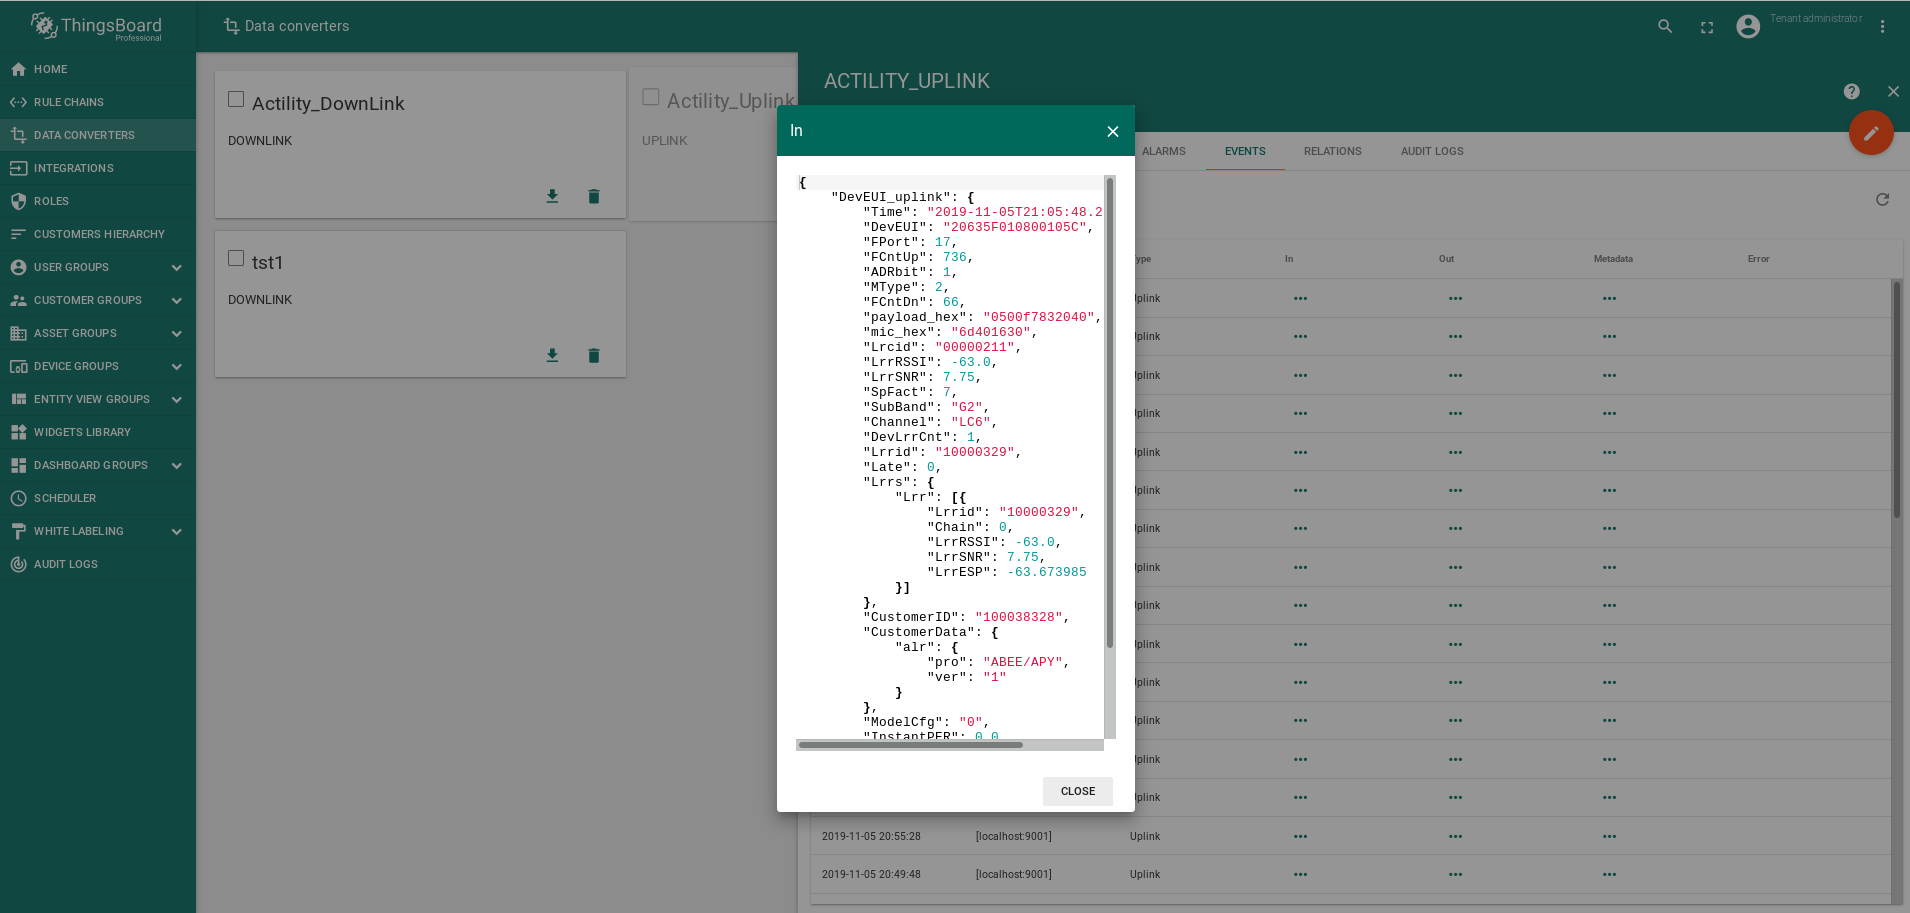 ThingsBoard
Professional
Data converters
Tenant administrator
HOME
RULE CHAINS
DATA CONVERTERS
INTEGRATIONS
ROLES
CUSTOMERS HIERARCHY
USER GROUPS
CUSTOMER GROUPS
ASSET GROUPS
DEVICE GROUPS
ENTITY VIEW GROUPS
WIDGETS LIBRARY
DASHBOARD GROUPS
SCHEDULER
WHITE LABELING
AUDIT LOGS
Actility_DownLink
DOWNLINK
Actility_Uplink
UPLINK
tst1
DOWNLINK
ACTILITY_UPLINK
ALARMS
EVENTS
RELATIONS
AUDIT LOGS
In
{
"DevEUI_uplink": {
"Time": "2019-11-05T21:05:48.2
"DevEUI": "20635F010800105C",
"FPort": 17,
"FCntUp": 736,
"ADRbit": 1,
"MType": 2,
"FCntDn": 66,
"payload_hex": "0500f7832040",
"mic_hex": "6d401630",
"Lrcid": "00000211",
"LrrRSSI": -63.0,
"LrrSNR": 7.75,
"SpFact": 7,
"SubBand": "G2",
"Channel": "LC6",
"DevLrrCnt": 1,
"Lrrid": "10000329",
"Late": 0,
"Lrrs": {
"Lrr": [{
"Lrrid": "10000329",
"Chain": 0,
"LrrRSSI": -63.0,
"LrrSNR": 7.75,
"LrrESP": -63.673985
}]
},
"CustomerID": "100038328",
"CustomerData": {
"alr": {
"pro": "ABEE/APY",
"ver": "1"
}
},
"ModelCfg": "0",
"InstantPER": 0.0
CLOSE
ype In Out Metadata Error
plink
plink
plink
plink
plink
plink
plink
plink
plink
plink
plink
plink
plink
plink
2019-11-05 20:55:28 [localhost:9001] Uplink
2019-11-05 20:49:48 [localhost:9001] Uplink